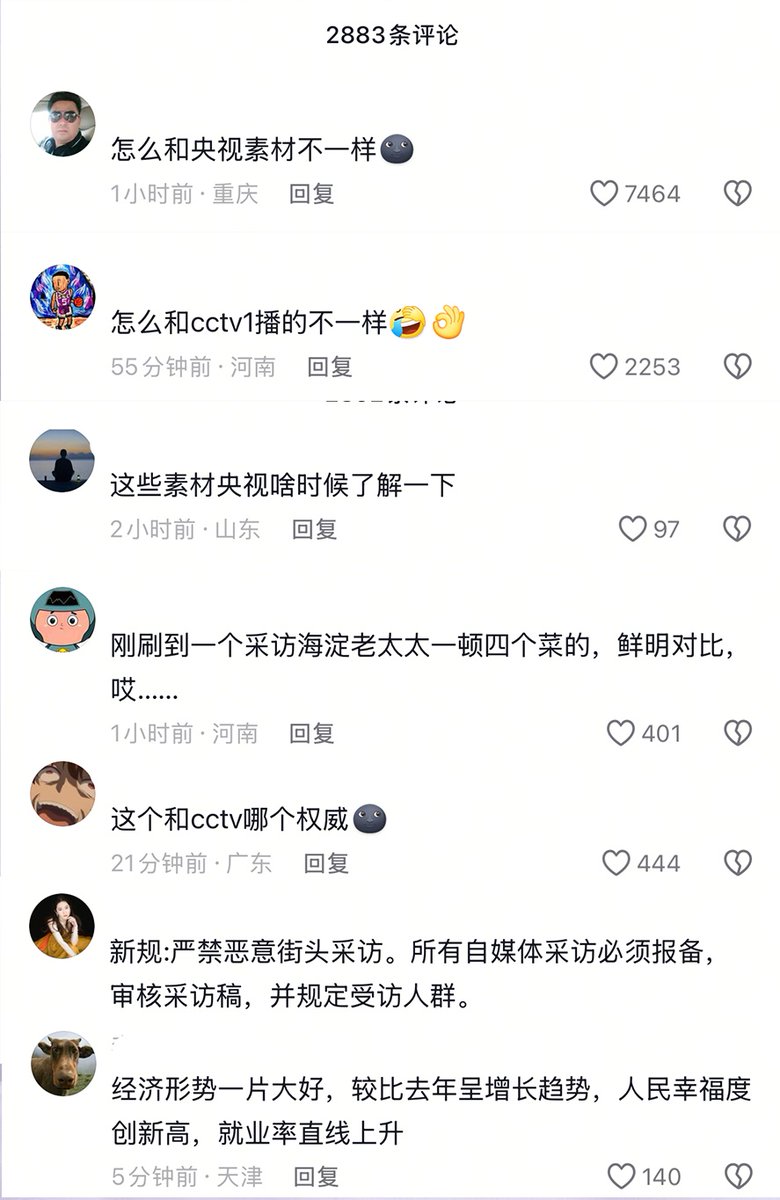 2883条评论
怎么和央视素材不一样🌚
1小时前 · 重庆 回复 7464
怎么和cctv1播的不一样🤣👌
55分钟前 · 河南 回复 2253
这些素材央视啥时候了解一下
2小时前 · 山东 回复 97
刚刷到一个采访海淀老太太一顿四个菜的，鲜明对比，
哎……
1小时前 · 河南 回复 401
这个和cctv哪个权威🌚
21分钟前 · 广东 回复 444
新规:严禁恶意街头采访。所有自媒体采访必须报备，
审核采访稿，并规定受访人群。
经济形势一片大好，较比去年呈增长趋势，人民幸福度
创新高，就业率直线上升
5分钟前 · 天津 回复 140